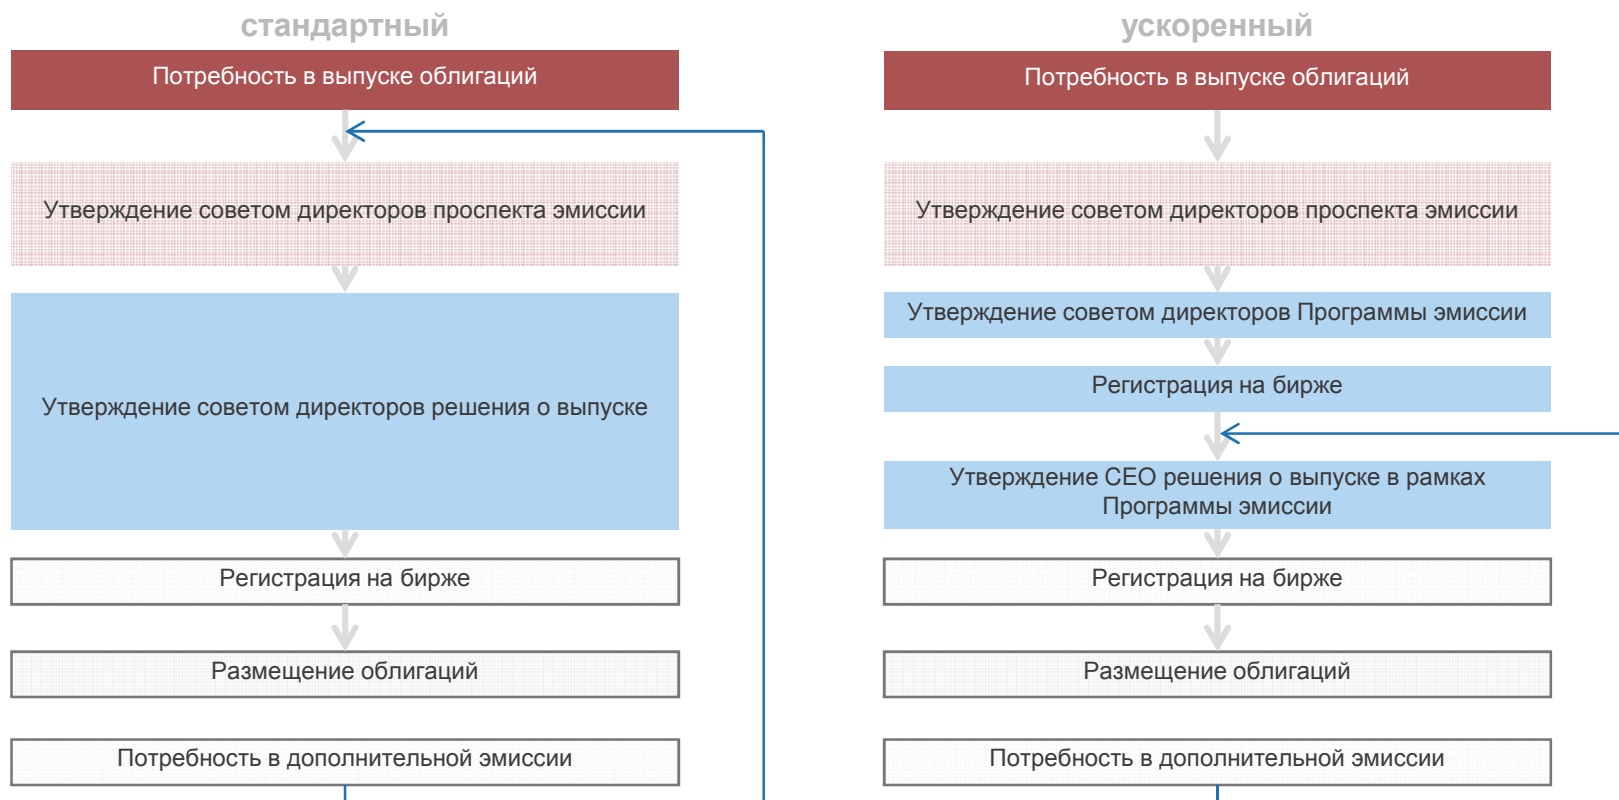 стандартный
Потребность в выпуске облигаций
Утверждение советом директоров проспекта эмиссии
Утверждение советом директоров решения о выпуске
Регистрация на бирже
Размещение облигаций
Потребность в дополнительной эмиссии
ускоренный
Потребность в выпуске облигаций
Утверждение советом директоров проспекта эмиссии
Утверждение советом директоров Программы эмиссии
Регистрация на бирже
Утверждение CEO решения о выпуске в рамках
Программы эмиссии
Регистрация на бирже
Размещение облигаций
Потребность в дополнительной эмиссии